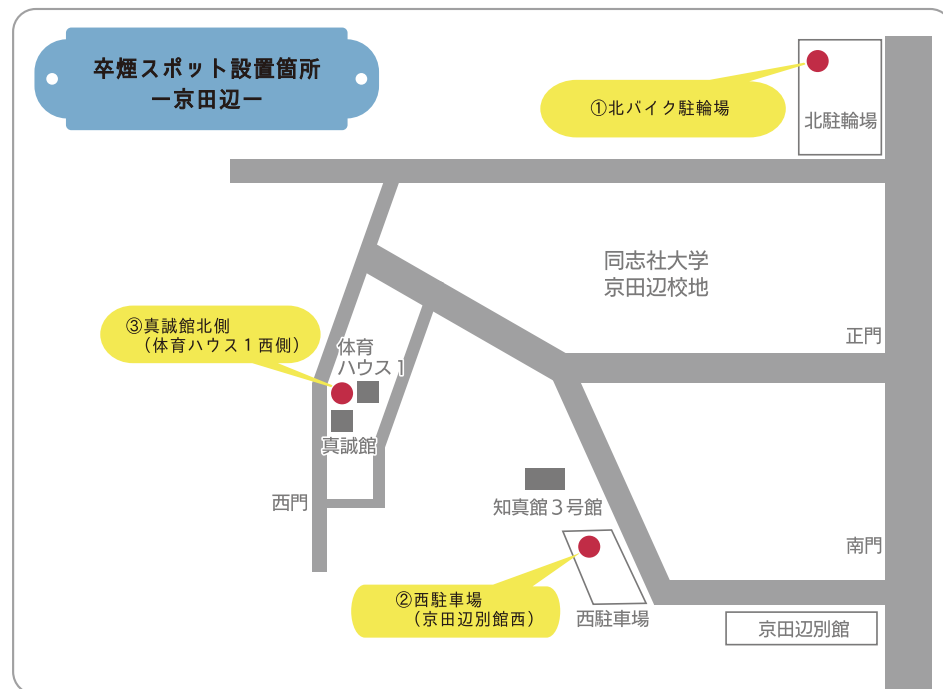 卒煙スポット設置箇所
ー京田辺ー
①北バイク駐輪場
北駐輪場
同志社大学
京田辺校地
正門
③真誠館北側
（体育ハウス１西側）
体育
ハウス１
真誠館
西門
知真館３号館
南門
②西駐車場
（京田辺別館西）
西駐車場
京田辺別館